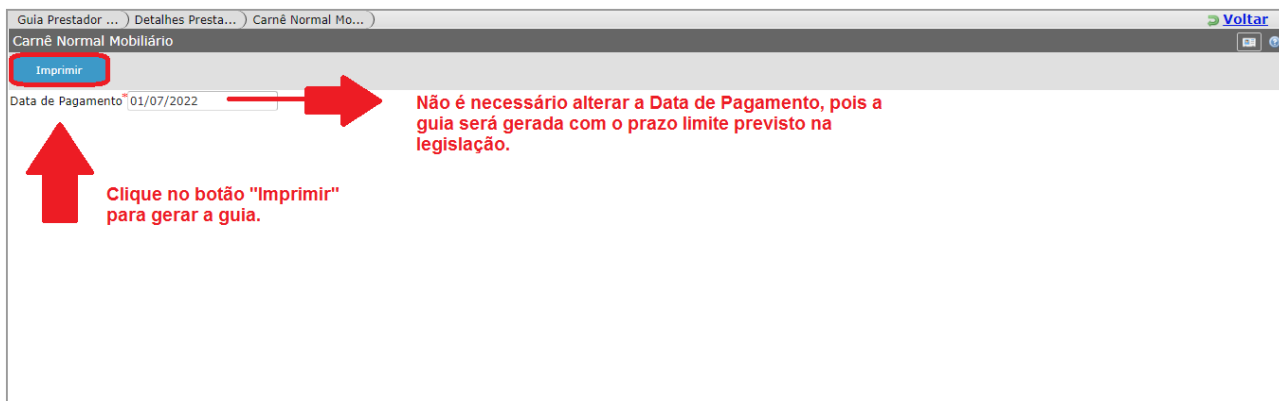 Guia Prestador ... Detalhes Presta... Carnê Normal Mo... Voltar
Carnê Normal Mobiliário
Imprimir
Data de Pagamento* 01/07/2022
Não é necessário alterar a Data de Pagamento, pois a
guia será gerada com o prazo limite previsto na
legislação.
Clique no botão "Imprimir"
para gerar a guia.